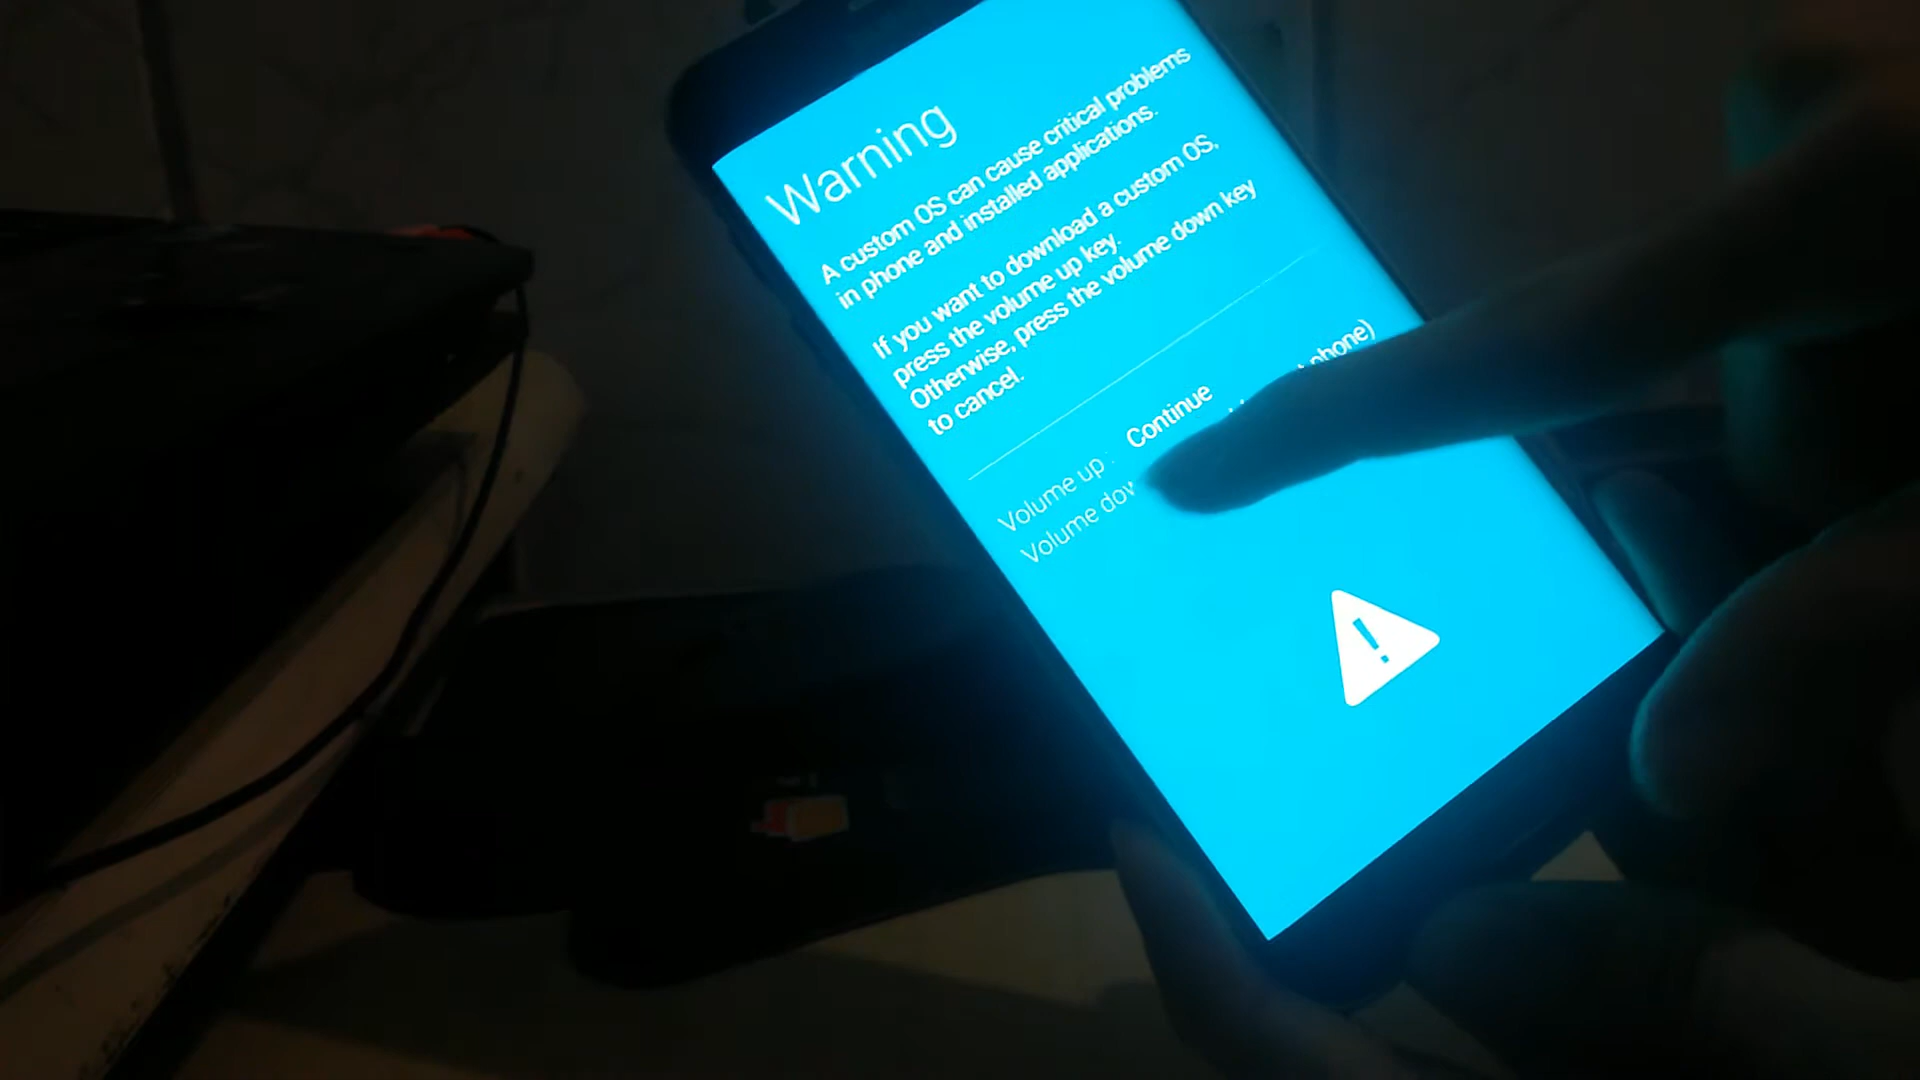 Warning
A custom OS can cause critical problems
in phone and installed applications.
If you want to download a custom OS,
press the volume up key.
Otherwise, press the volume down key
to cancel.
Volume up : Continue
Volume phone)
!